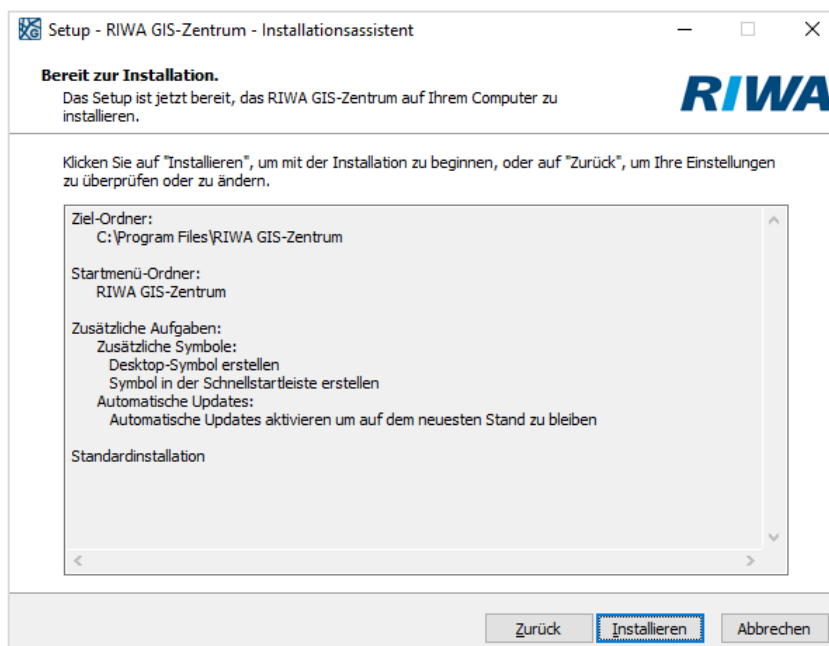 Setup - RIWA GIS-Zentrum - Installationsassistent
Bereit zur Installation.
Das Setup ist jetzt bereit, das RIWA GIS-Zentrum auf Ihrem Computer zu
installieren.
RIWA
Klicken Sie auf "Installieren", um mit der Installation zu beginnen, oder auf "Zurück", um Ihre Einstellungen
zu überprüfen oder zu ändern.
Ziel-Ordner:
C:\Program Files\RIWA GIS-Zentrum
Startmenü-Ordner:
RIWA GIS-Zentrum
Zusätzliche Aufgaben:
Zusätzliche Symbole:
Desktop-Symbol erstellen
Symbol in der Schnellstartleiste erstellen
Automatische Updates:
Automatische Updates aktivieren um auf dem neuesten Stand zu bleiben
Standardinstallation
Zurück
Installieren
Abbrechen